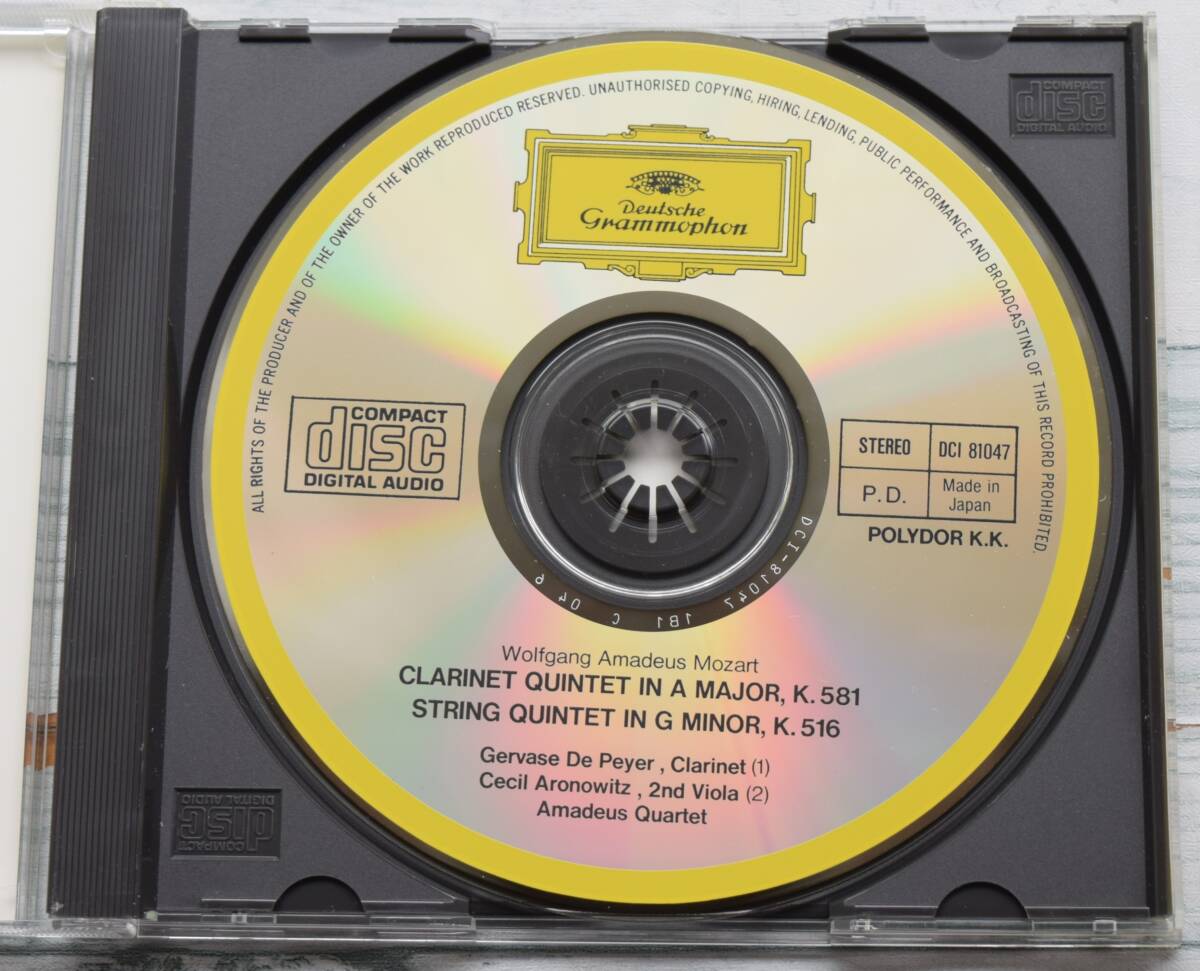 ALL RIGHTS OF THE PRODUCER AND OF THE OWNER OF THE WORK REPRODUCED RESERVED. UNAUTHORISED COPYING, HIRING, LENDING, PUBLIC PERFORMANCE AND BROADCASTING OF THIS RECORD PROHIBITED.
COMPACT
disc
DIGITAL AUDIO
Deutsche
Grammophon
COMPACT
disc
DIGITAL AUDIO
STEREO DCI 81047
P.D. Made in Japan
POLYDOR K.K.
DCI-81047 1B1 C 046
Wolfgang Amadeus Mozart
CLARINET QUINTET IN A MAJOR, K. 581
STRING QUINTET IN G MINOR, K. 516
Gervase De Peyer , Clarinet (1)
Cecil Aronowitz , 2nd Viola (2)
Amadeus Quartet
COMPACT
disc
DIGITAL AUDIO